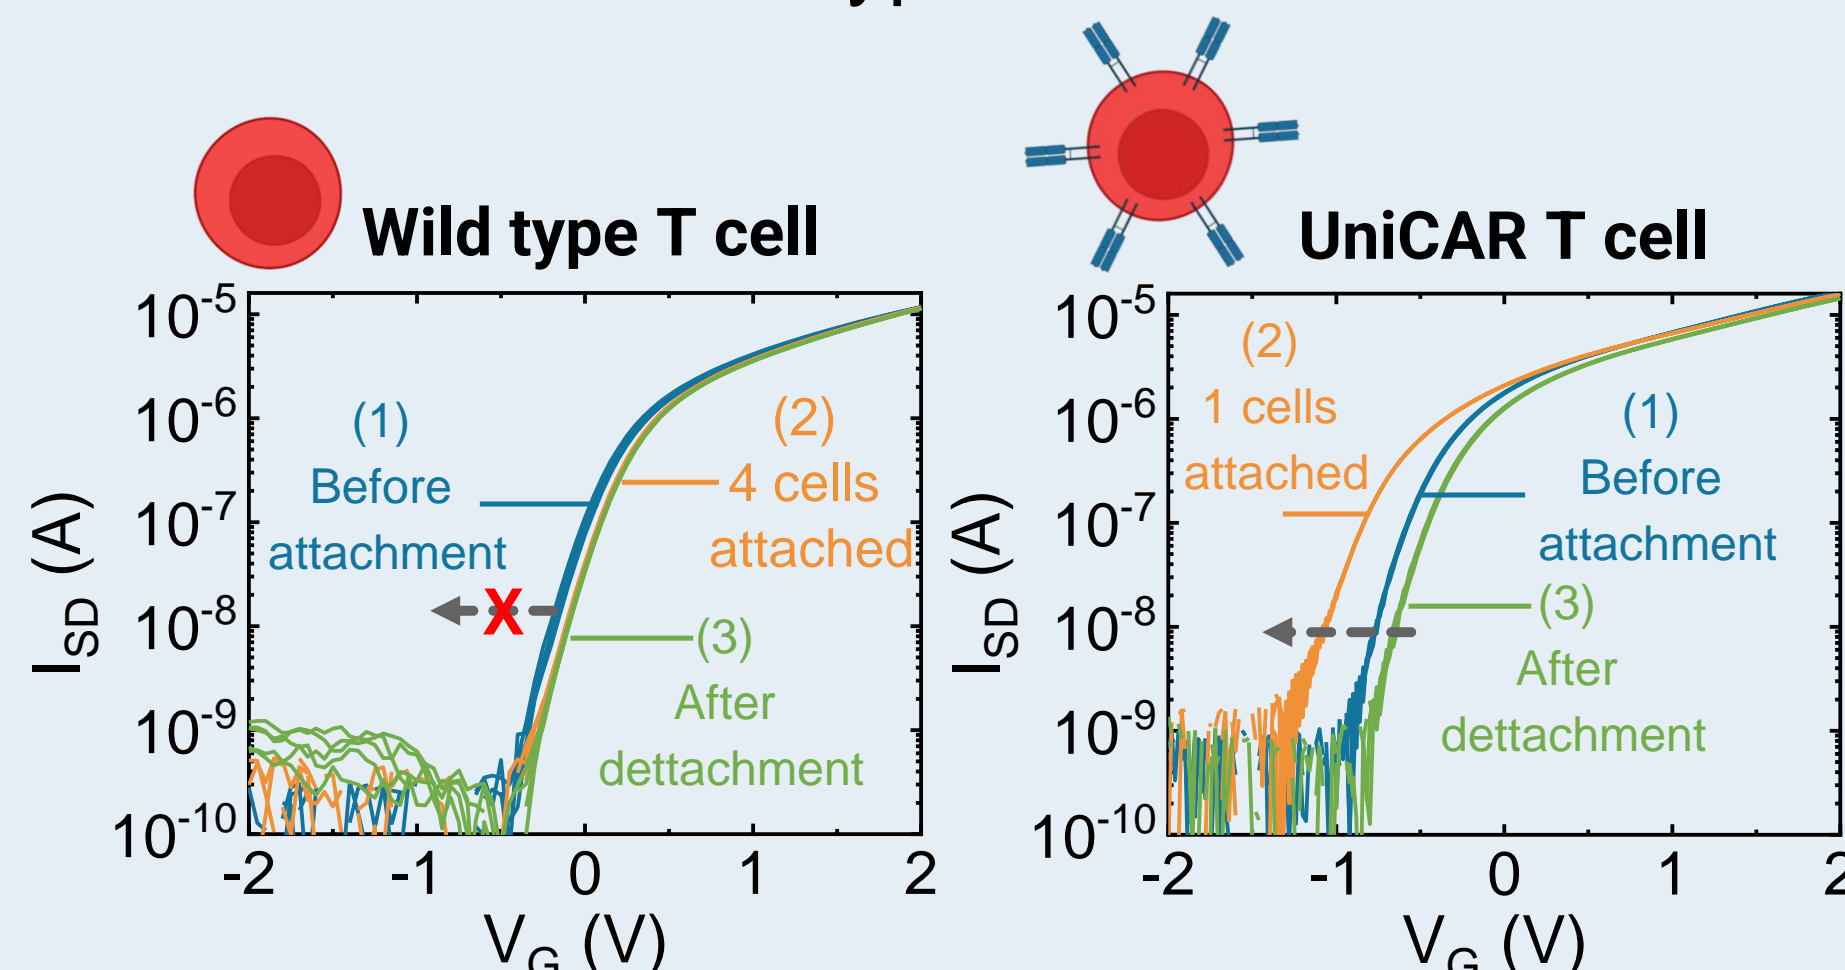 Wild type T cell
10-5
10-6
10-7
10-8
10-9
10-10
ISD (A)
(1)
Before
attachment
(2)
4 cells
attached
X
(3)
After
dettachment
-2 -1 0 1 2
VG (V)
UniCAR T cell
10-5
10-6
10-7
10-8
10-9
10-10
ISD (A)
(2)
1 cells
attached
(1)
Before
attachment
(3)
After
dettachment
-2 -1 0 1 2
VG (V)